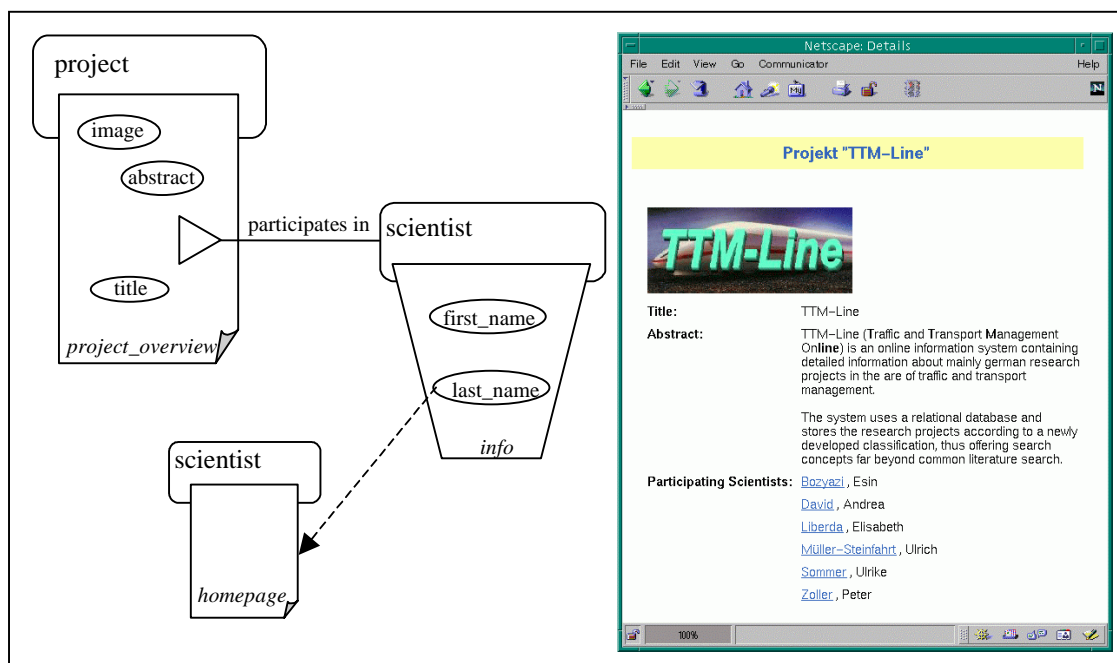 project
image
abstract
participates in
scientist
title
first_name
project_overview
last_name
info
scientist
homepage
Netscape: Details
File Edit View Go Communicator Help
My
N
Projekt "TTM-Line"
TTM-Line
Title: TTM-Line
Abstract: TTM-Line (Traffic and Transport Management
Online) is an online information system containing
detailed information about mainly german research
projects in the are of traffic and transport
management.
The system uses a relational database and
stores the research projects according to a newly
developed classification, thus offering search
concepts far beyond common literature search.
Participating Scientists: Bozyazi , Esin
David , Andrea
Liberda , Elisabeth
Müller-Steinfahrt , Ulrich
Sommer , Ulrike
Zoller , Peter
100%